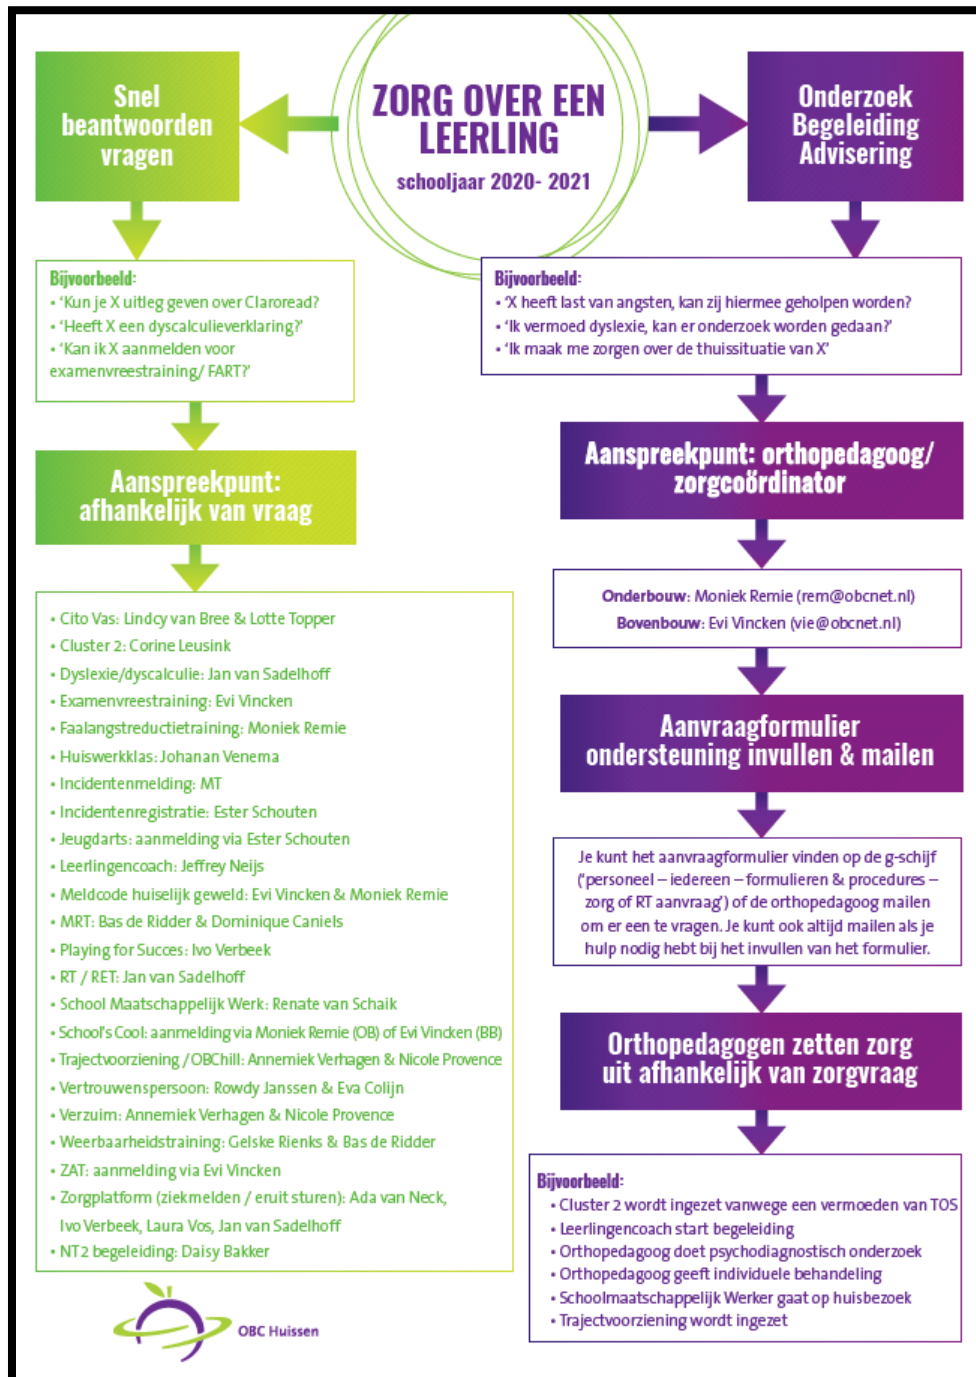 ZORG OVER EEN
LEERLING
schooljaar 2020- 2021
Snel
beantwoorden
vragen
Bijvoorbeeld:
• ‘Kun je X uitleg geven over Claroread?
• ‘Heeft X een dyscalculieverklaring?’
• ‘Kan ik X aanmelden voor
examenvreestraining/ FART?’
Aanspreekpunt:
afhankelijk van vraag
• Cito Vas: Lindcy van Bree & Lotte Topper
• Cluster 2: Corine Leusink
• Dyslexie/dyscalculie: Jan van Sadelhoff
• Examenvreestraining: Evi Vincken
• Faalangstreductietraining: Moniek Remie
• Huiswerkklas: Johanan Venema
• Incidentenmelding: MT
• Incidentenregistratie: Ester Schouten
• Jeugdarts: aanmelding via Ester Schouten
• Leerlingencoach: Jeffrey Neijs
• Meldcode huiselijk geweld: Evi Vincken & Moniek Remie
• MRT: Bas de Ridder & Dominique Caniels
• Playing for Succes: Ivo Verbeek
• RT / RET: Jan van Sadelhoff
• School Maatschappelijk Werk: Renate van Schaik
• School’s Cool: aanmelding via Moniek Remie (OB) of Evi Vincken (BB)
• Trajectvoorziening / OBChill: Annemiek Verhagen & Nicole Provence
• Vertrouwenspersoon: Rowdy Janssen & Eva Colijn
• Verzuim: Annemiek Verhagen & Nicole Provence
• Weerbaarheidstraining: Gelske Rienks & Bas de Ridder
• ZAT: aanmelding via Evi Vincken
• Zorgplatform (ziekmelden / eruit sturen): Ada van Neck,
Ivo Verbeek, Laura Vos, Jan van Sadelhoff
• NT2 begeleiding: Daisy Bakker
OBC Huissen
Onderzoek
Begeleiding
Advisering
Bijvoorbeeld:
• ‘X heeft last van angsten, kan zij hiermee geholpen worden?
• ‘Ik vermoed dyslexie, kan er onderzoek worden gedaan?’
• ‘Ik maak me zorgen over de thuissituatie van X’
Aanspreekpunt: orthopedagoog/
zorgcoördinator
Onderbouw: Moniek Remie (rem@obcnet.nl)
Bovenbouw: Evi Vincken (vie@obcnet.nl)
Aanvraagformulier
ondersteuning invullen & mailen
Je kunt het aanvraagformulier vinden op de g-schijf
(‘personeel – iedereen – formulieren & procedures –
zorg of RT aanvraag’) of de orthopedagoog mailen
om er een te vragen. Je kunt ook altijd mailen als je
hulp nodig hebt bij het invullen van het formulier.
Orthopedagogen zetten zorg
uit afhankelijk van zorgvraag
Bijvoorbeeld:
• Cluster 2 wordt ingezet vanwege een vermoeden van TOS
• Leerlingencoach start begeleiding
• Orthopedagoog doet psychodiagnostisch onderzoek
• Orthopedagoog geeft individuele behandeling
• Schoolmaatschappelijk Werker gaat op huisbezoek
• Trajectvoorziening wordt ingezet